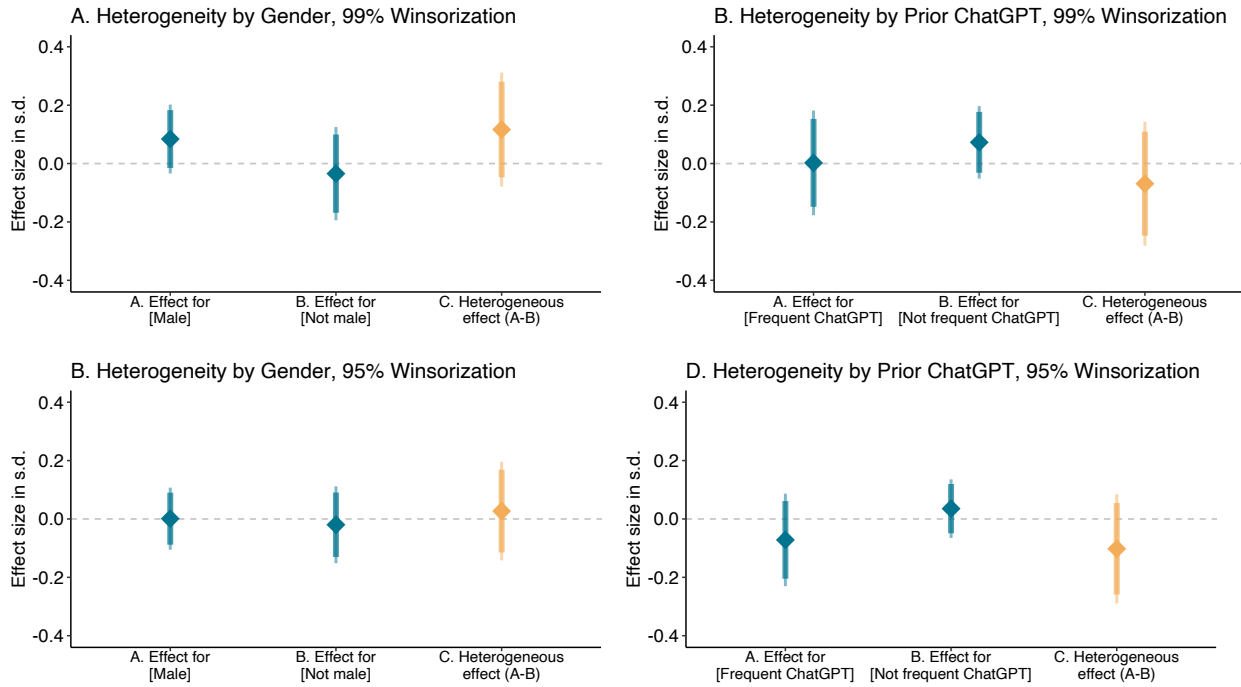 A. Heterogeneity by Gender, 99% Winsorization
Effect size in s.d.
0.4
0.2
0.0
-0.2
-0.4
A. Effect for
[Male]
B. Effect for
[Not male]
C. Heterogeneous
effect (A-B)
B. Heterogeneity by Prior ChatGPT, 99% Winsorization
Effect size in s.d.
0.4
0.2
0.0
-0.2
-0.4
A. Effect for
[Frequent ChatGPT]
B. Effect for
[Not frequent ChatGPT]
C. Heterogeneous
effect (A-B)
B. Heterogeneity by Gender, 95% Winsorization
Effect size in s.d.
0.4
0.2
0.0
-0.2
-0.4
A. Effect for
[Male]
B. Effect for
[Not male]
C. Heterogeneous
effect (A-B)
D. Heterogeneity by Prior ChatGPT, 95% Winsorization
Effect size in s.d.
0.4
0.2
0.0
-0.2
-0.4
A. Effect for
[Frequent ChatGPT]
B. Effect for
[Not frequent ChatGPT]
C. Heterogeneous
effect (A-B)